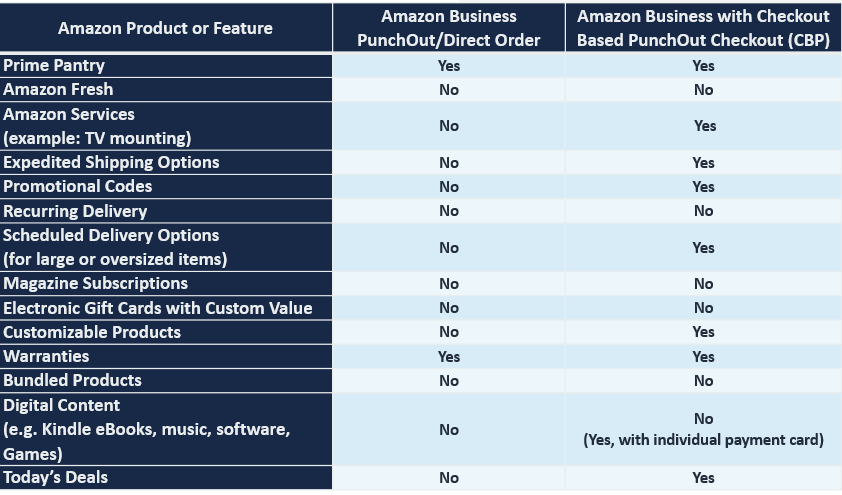 Amazon Product or Feature
Amazon Business
PunchOut/Direct Order
Amazon Business with Checkout
Based PunchOut Checkout (CBP)
Prime Pantry
Yes
Yes
Amazon Fresh
No
No
Amazon Services
(example: TV mounting)
No
Yes
Expedited Shipping Options
No
Yes
Promotional Codes
No
Yes
Recurring Delivery
No
No
Scheduled Delivery Options
(for large or oversized items)
No
Yes
Magazine Subscriptions
No
No
Electronic Gift Cards with Custom Value
No
No
Customizable Products
No
Yes
Warranties
Yes
Yes
Bundled Products
No
No
Digital Content
(e.g. Kindle eBooks, music, software,
Games)
No
No
(Yes, with individual payment card)
Today’s Deals
No
Yes